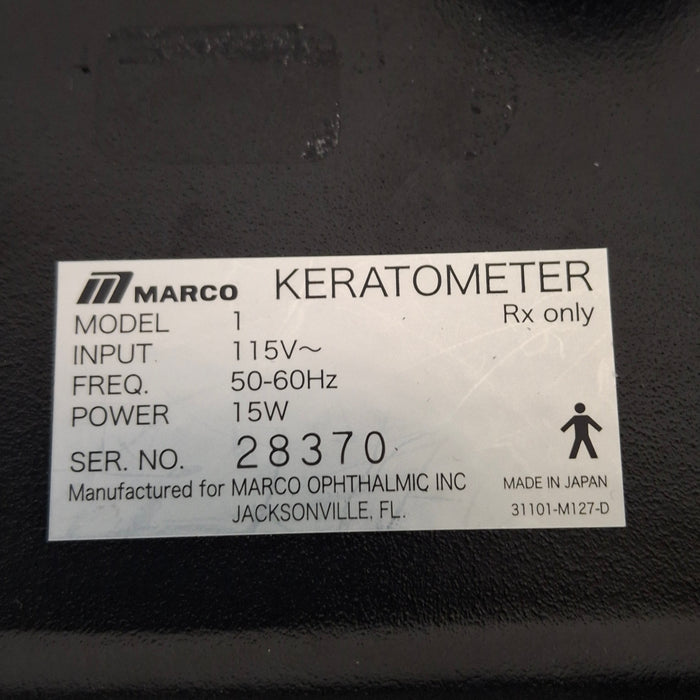 MARCO KERATOMETER
Rx only
MODEL 1
INPUT 115V~
FREQ. 50-60Hz
POWER 15W
SER. NO. 28370
Manufactured for MARCO OPHTHALMIC INC
JACKSONVILLE, FL.
MADE IN JAPAN
31101-M127-D